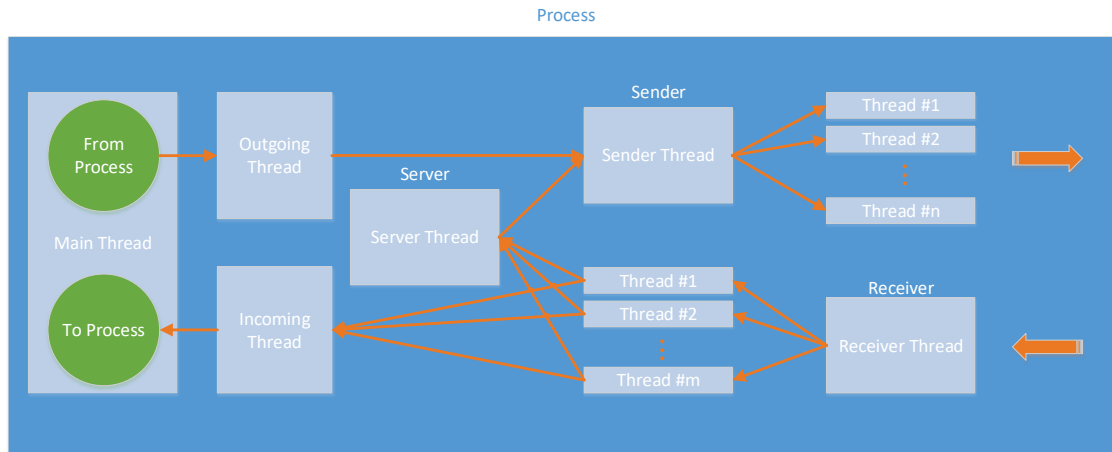 Process
From
Process
Main Thread
To Process
Outgoing
Thread
Incoming
Thread
Server
Server Thread
Sender
Sender Thread
Thread #1
Thread #2
Thread #n
Thread #1
Thread #2
Thread #m
Receiver
Receiver Thread